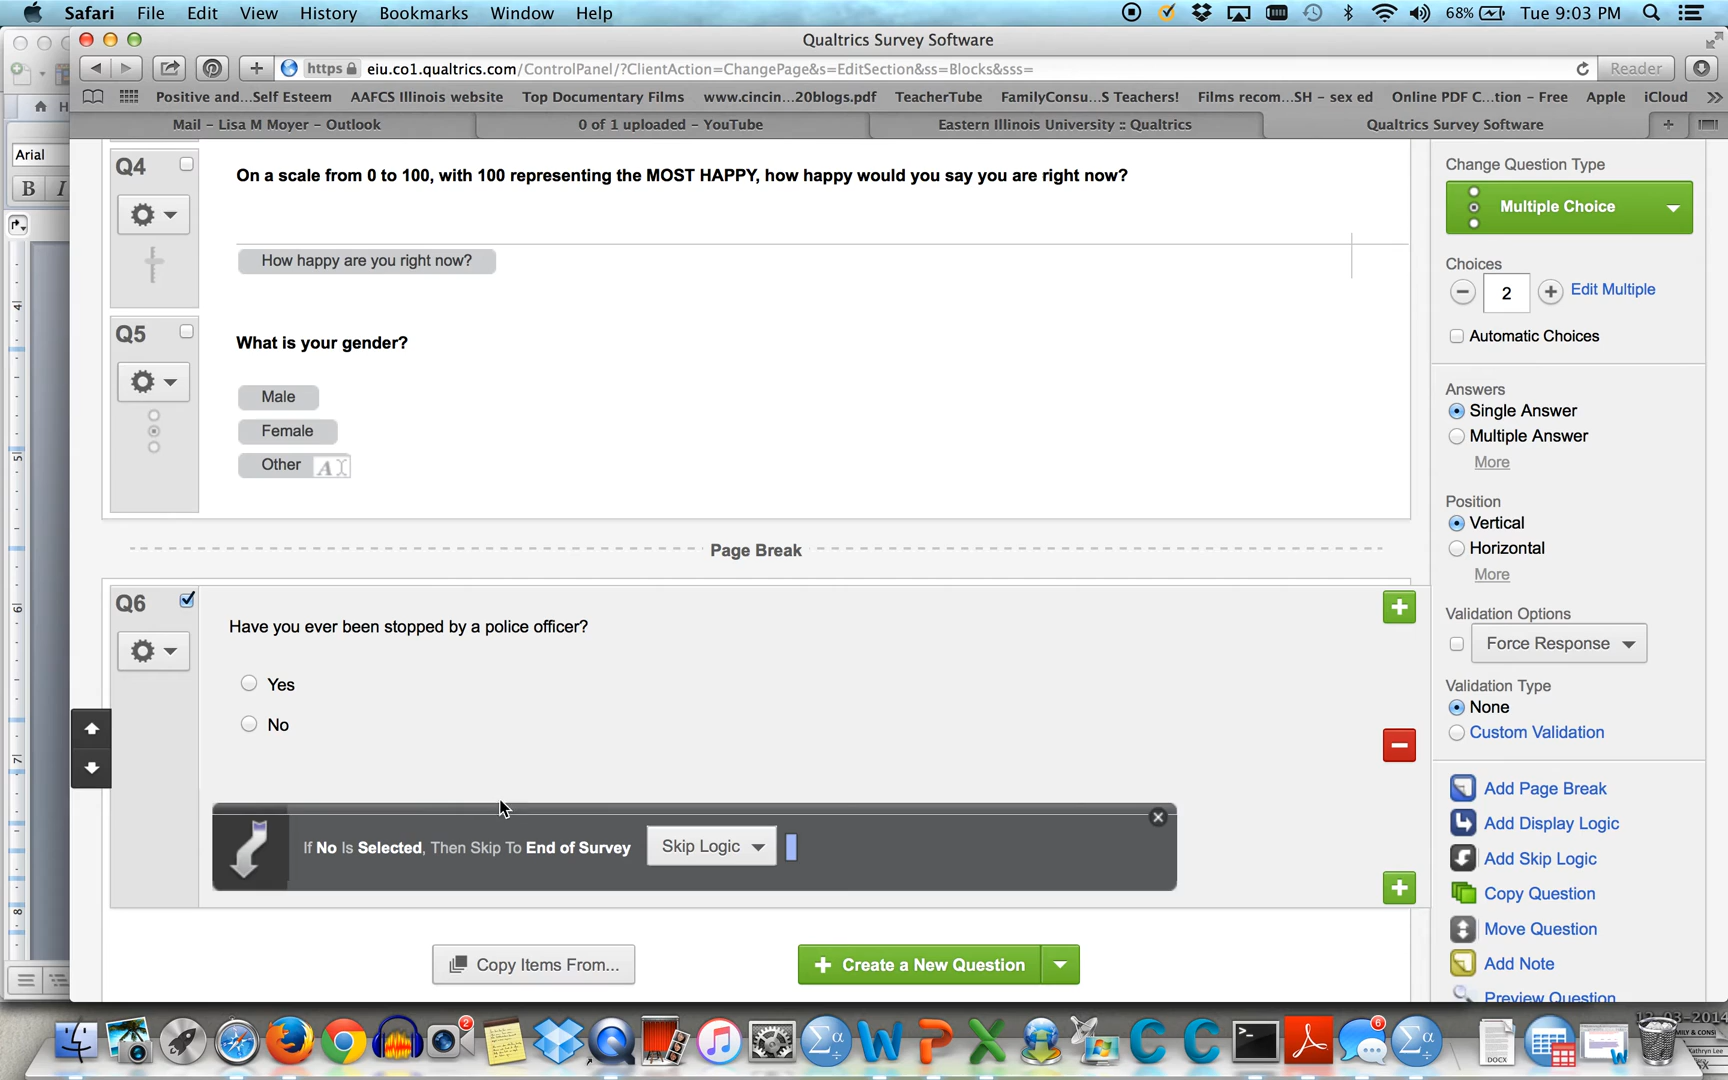 Safari File Edit View History Bookmarks Window Help 68% Tue 9:03 PM
Qualtrics Survey Software
https eiu.co1.qualtrics.com/ControlPanel/?ClientAction=ChangePage&s=EditSection&ss=Blocks&sss= Reader
Positive and...Self Esteem AAFCS Illinois website Top Documentary Films www.cincin...20blogs.pdf TeacherTube FamilyConsu...S Teachers! Films recom...SH - sex ed Online PDF C...tion - Free Apple iCloud
Mail - Lisa M Moyer - Outlook 0 of 1 uploaded - YouTube Eastern Illinois University :: Qualtrics Qualtrics Survey Software
Arial
B I
Q4
On a scale from 0 to 100, with 100 representing the MOST HAPPY, how happy would you say you are right now?
How happy are you right now?
Q5
What is your gender?
Male
Female
Other
Page Break
Q6
Have you ever been stopped by a police officer?
Yes
No
If No Is Selected, Then Skip To End of Survey Skip Logic
Copy Items From...
Create a New Question
Change Question Type
Multiple Choice
Choices
2 Edit Multiple
Automatic Choices
Answers
Single Answer
Multiple Answer
More
Position
Vertical
Horizontal
More
Validation Options
Force Response
Validation Type
None
Custom Validation
Add Page Break
Add Display Logic
Add Skip Logic
Copy Question
Move Question
Add Note
Preview Question
4
5
6
7
8
2
6
DOCX